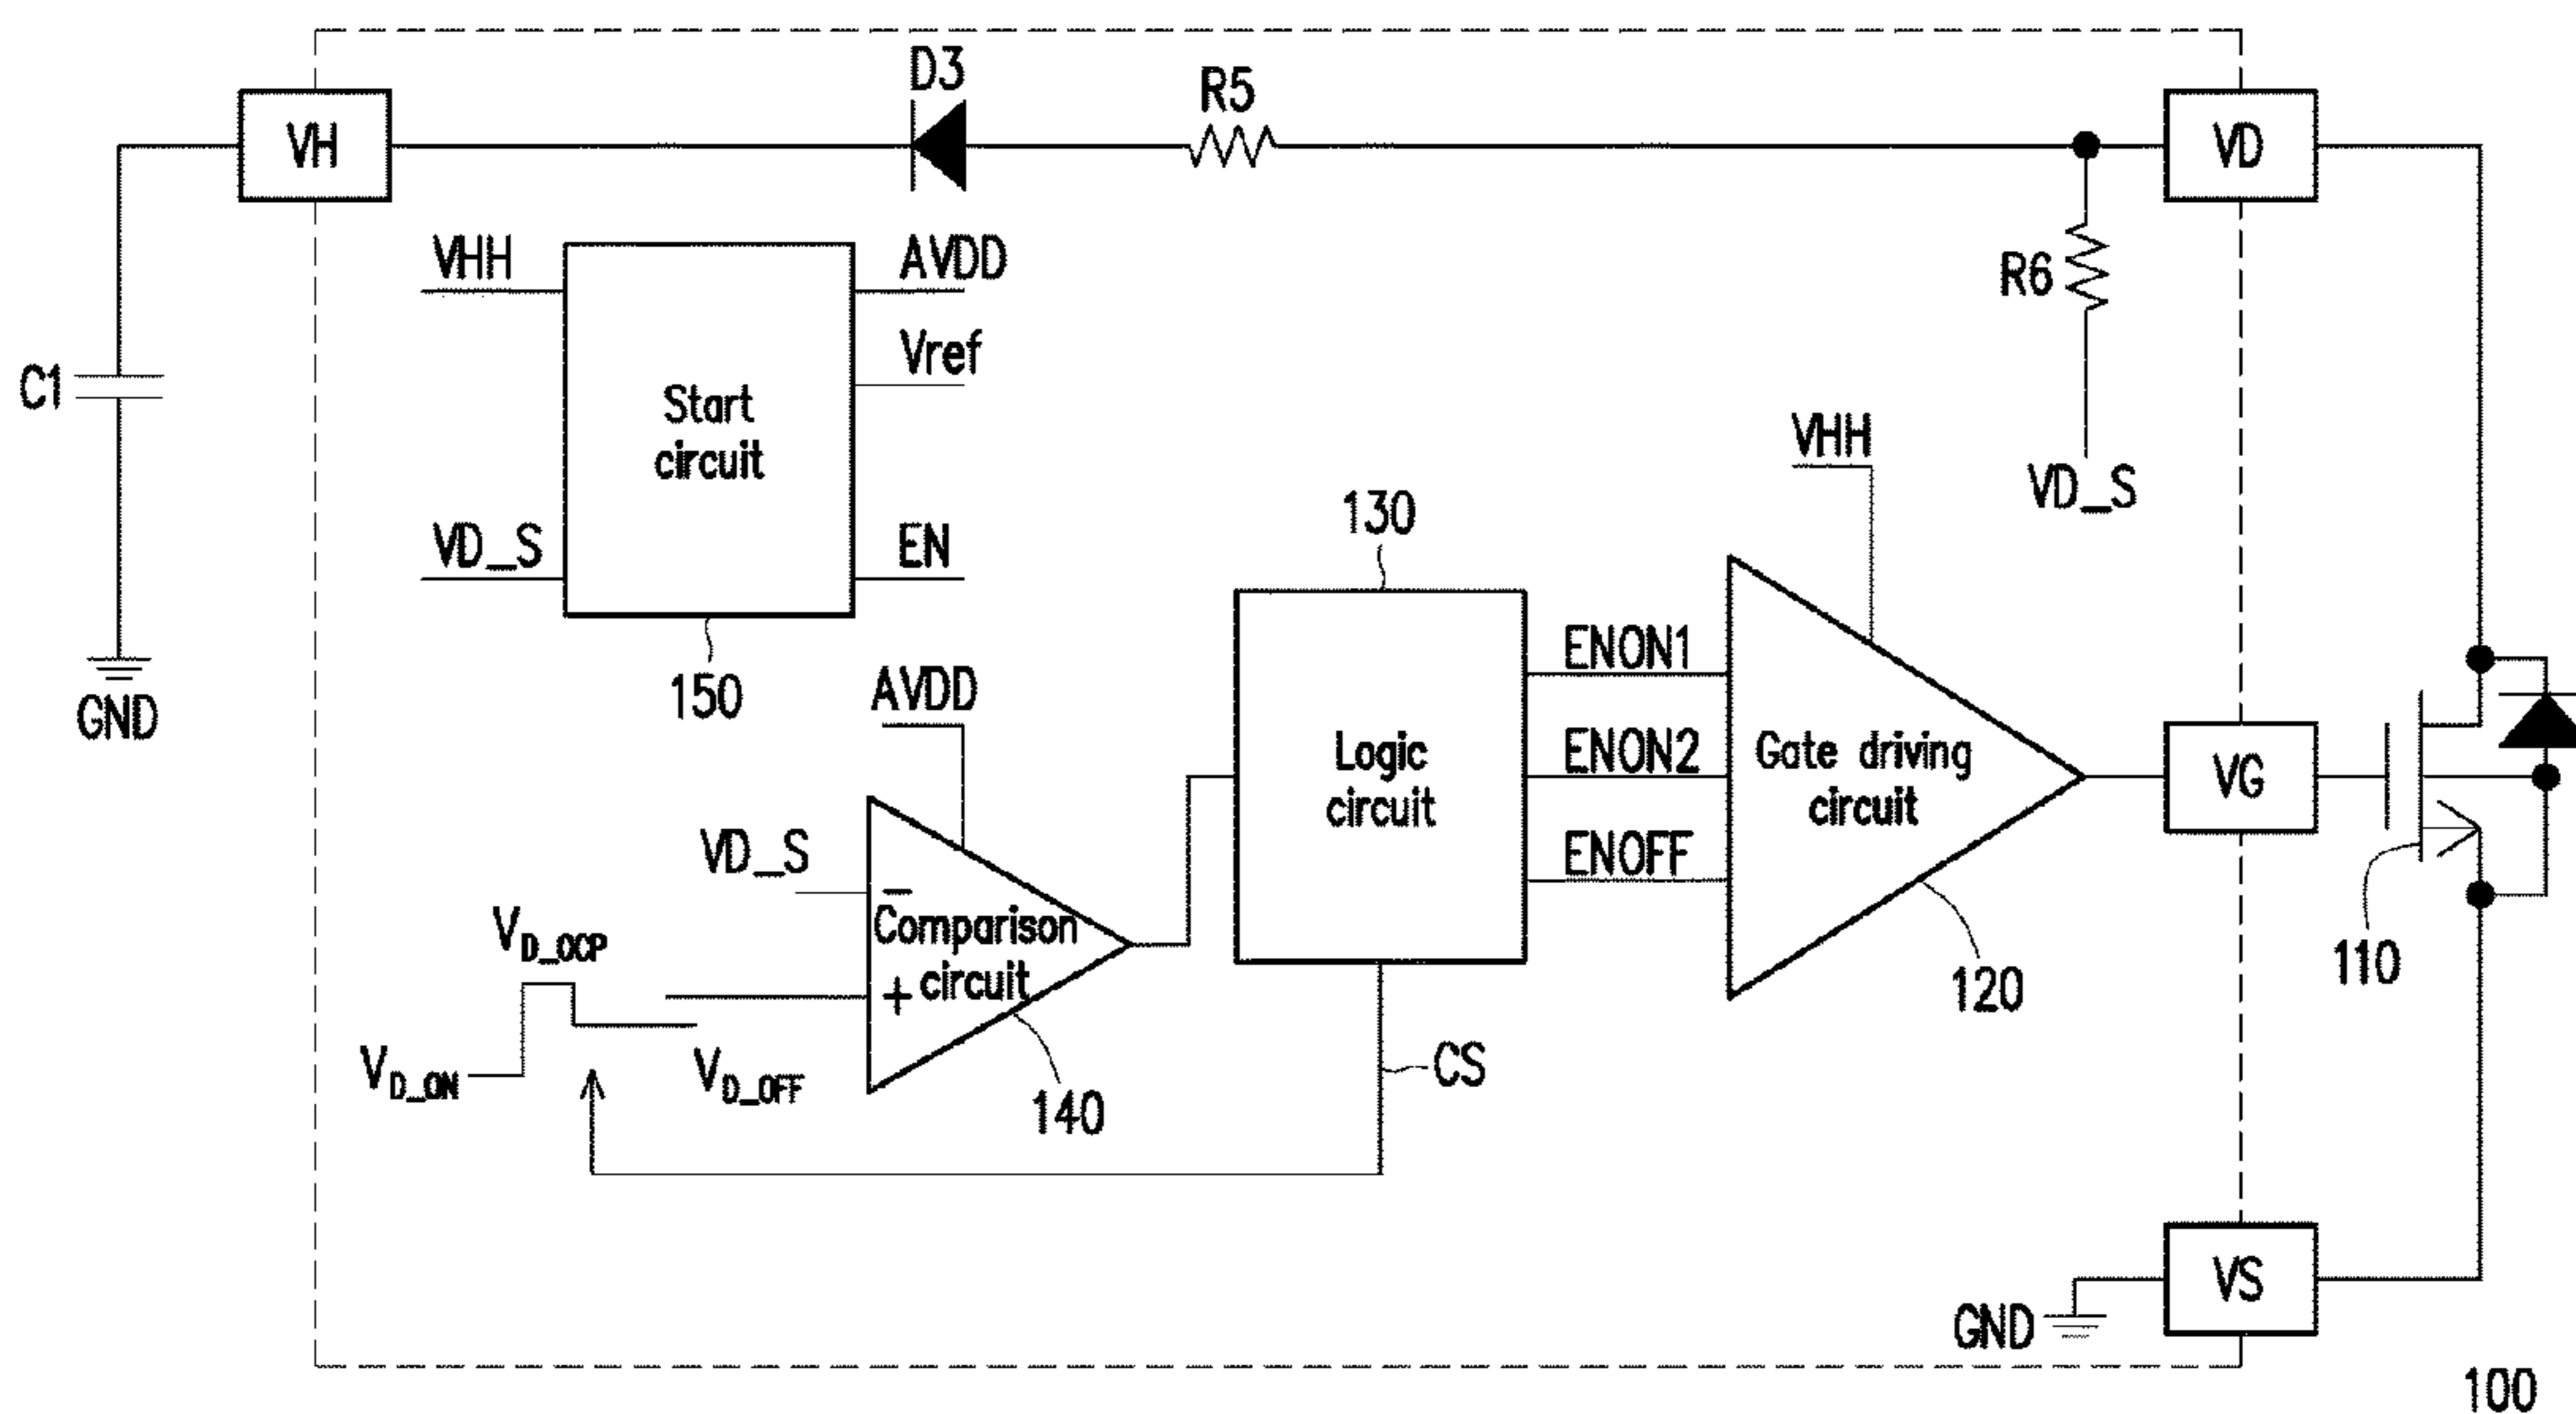 D3
R5
VH
VD
VHH
AVDD
R6
Vref
C1
Start
circuit
VHH
VD_S
130
VD_S
EN
ENON1
150
AVDD
GND
Logic
circuit
ENON2
Gate driving
circuit
VG
VD_S
ENOFF
-
Comparison
circuit
+
V_D_OCP
110
120
V_D_ON
V_D_OFF
CS
140
VS
GND
100